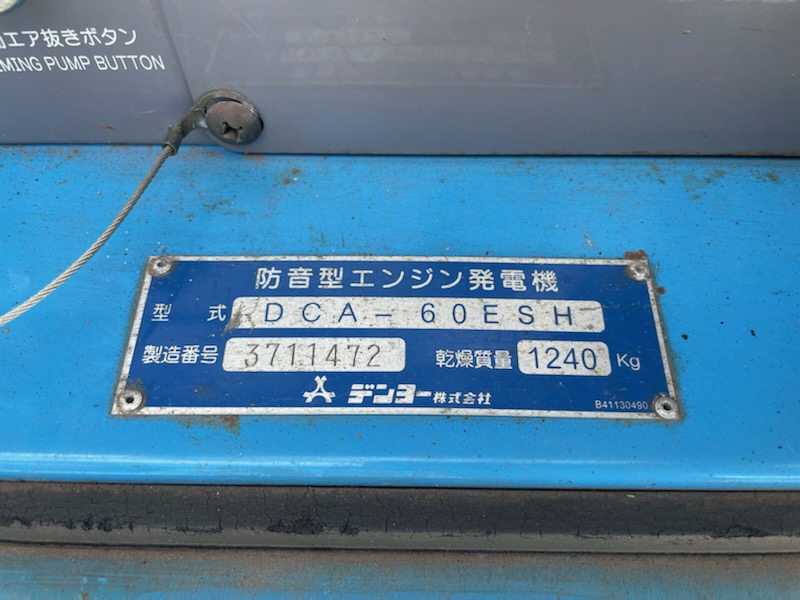 エア抜きボタン
PUMP BUTTON
防音型エンジン発電機
型 式 DCA-60ESH
製造番号 3711472 乾燥質量 1240 Kg
デンヨー株式会社
B41130490